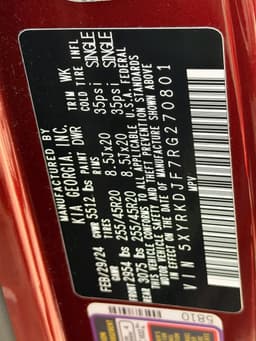 MANUFACTURED BY
KIA GEORGIA, INC.
FEB/29/24 PAINT DWR TRIM WK
GVWR 5512 lbs
TIRES RIMS COLD TIRE INFL
FRONT 2954 lbs 255/45R20 8.5Jx20 35psi SINGLE
REAR 3075 lbs 255/45R20 8.5Jx20 35psi SINGLE
THIS VEHICLE CONFORMS TO ALL APPLICABLE U.S.A. FEDERAL
MOTOR VEHICLE SAFETY AND THEFT PREVENTION STANDARDS
IN EFFECT ON THE DATE OF MANUFACTURE SHOWN ABOVE
VIN 5XYRKDJF7RG270801 MPV
5810